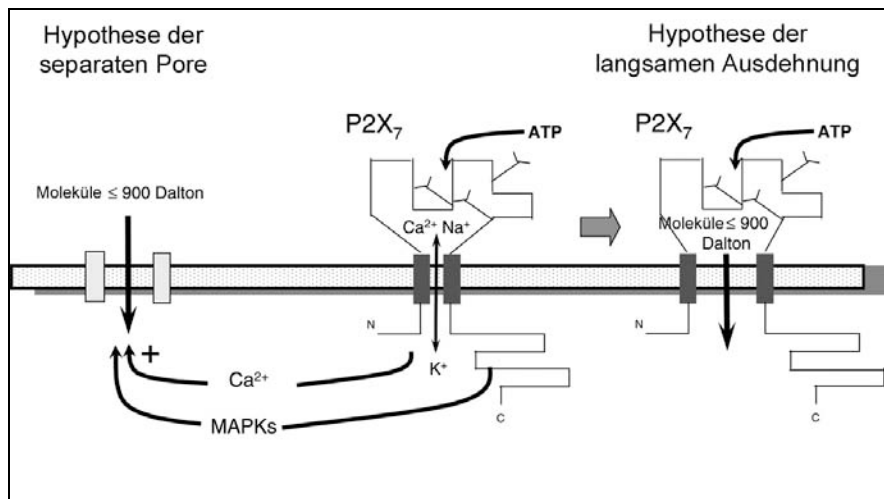 Hypothese der
separaten Pore
Hypothese der
langsamen Ausdehnung
P2X₇
ATP
P2X₇
ATP
Moleküle ≤ 900 Dalton
Ca²⁺ Na⁺
Moleküle ≤ 900
Dalton
N
N
+
K⁺
Ca²⁺
MAPKs
C
C